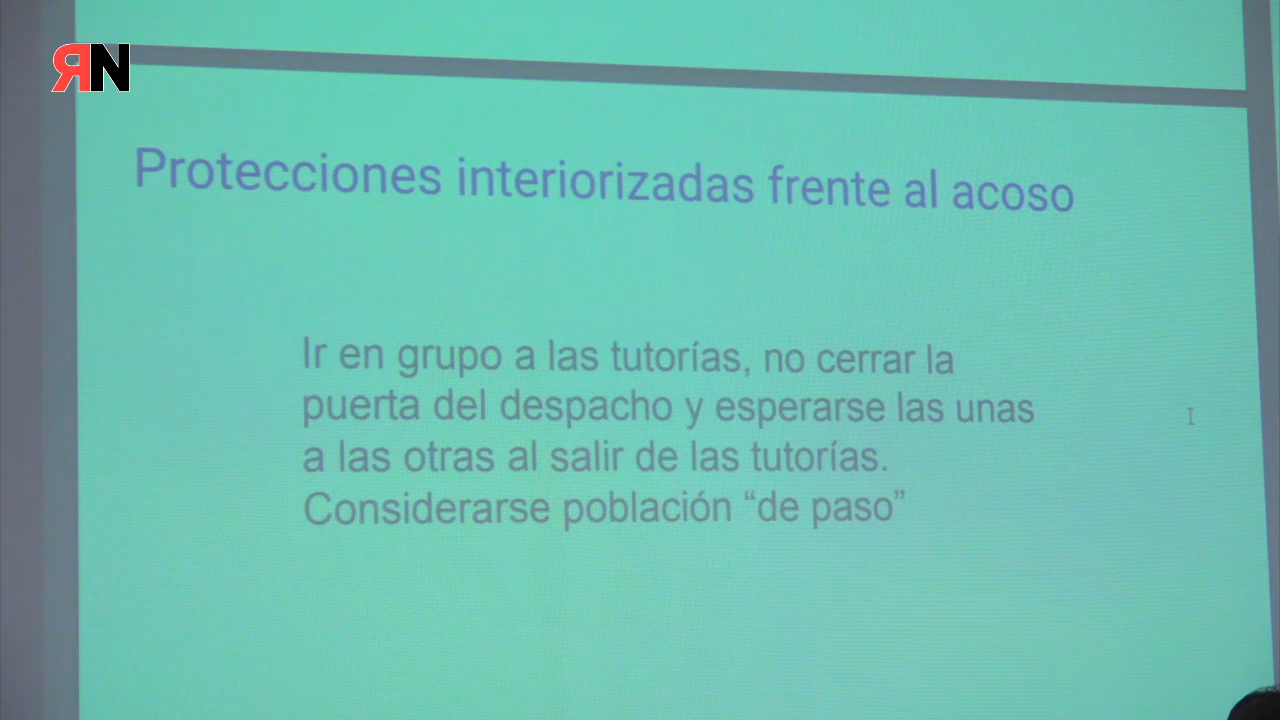 RN
Protecciones interiorizadas frente al acoso
Ir en grupo a las tutorías, no cerrar la
puerta del despacho y esperarse las unas
a las otras al salir de las tutorías.
Considerarse población “de paso”